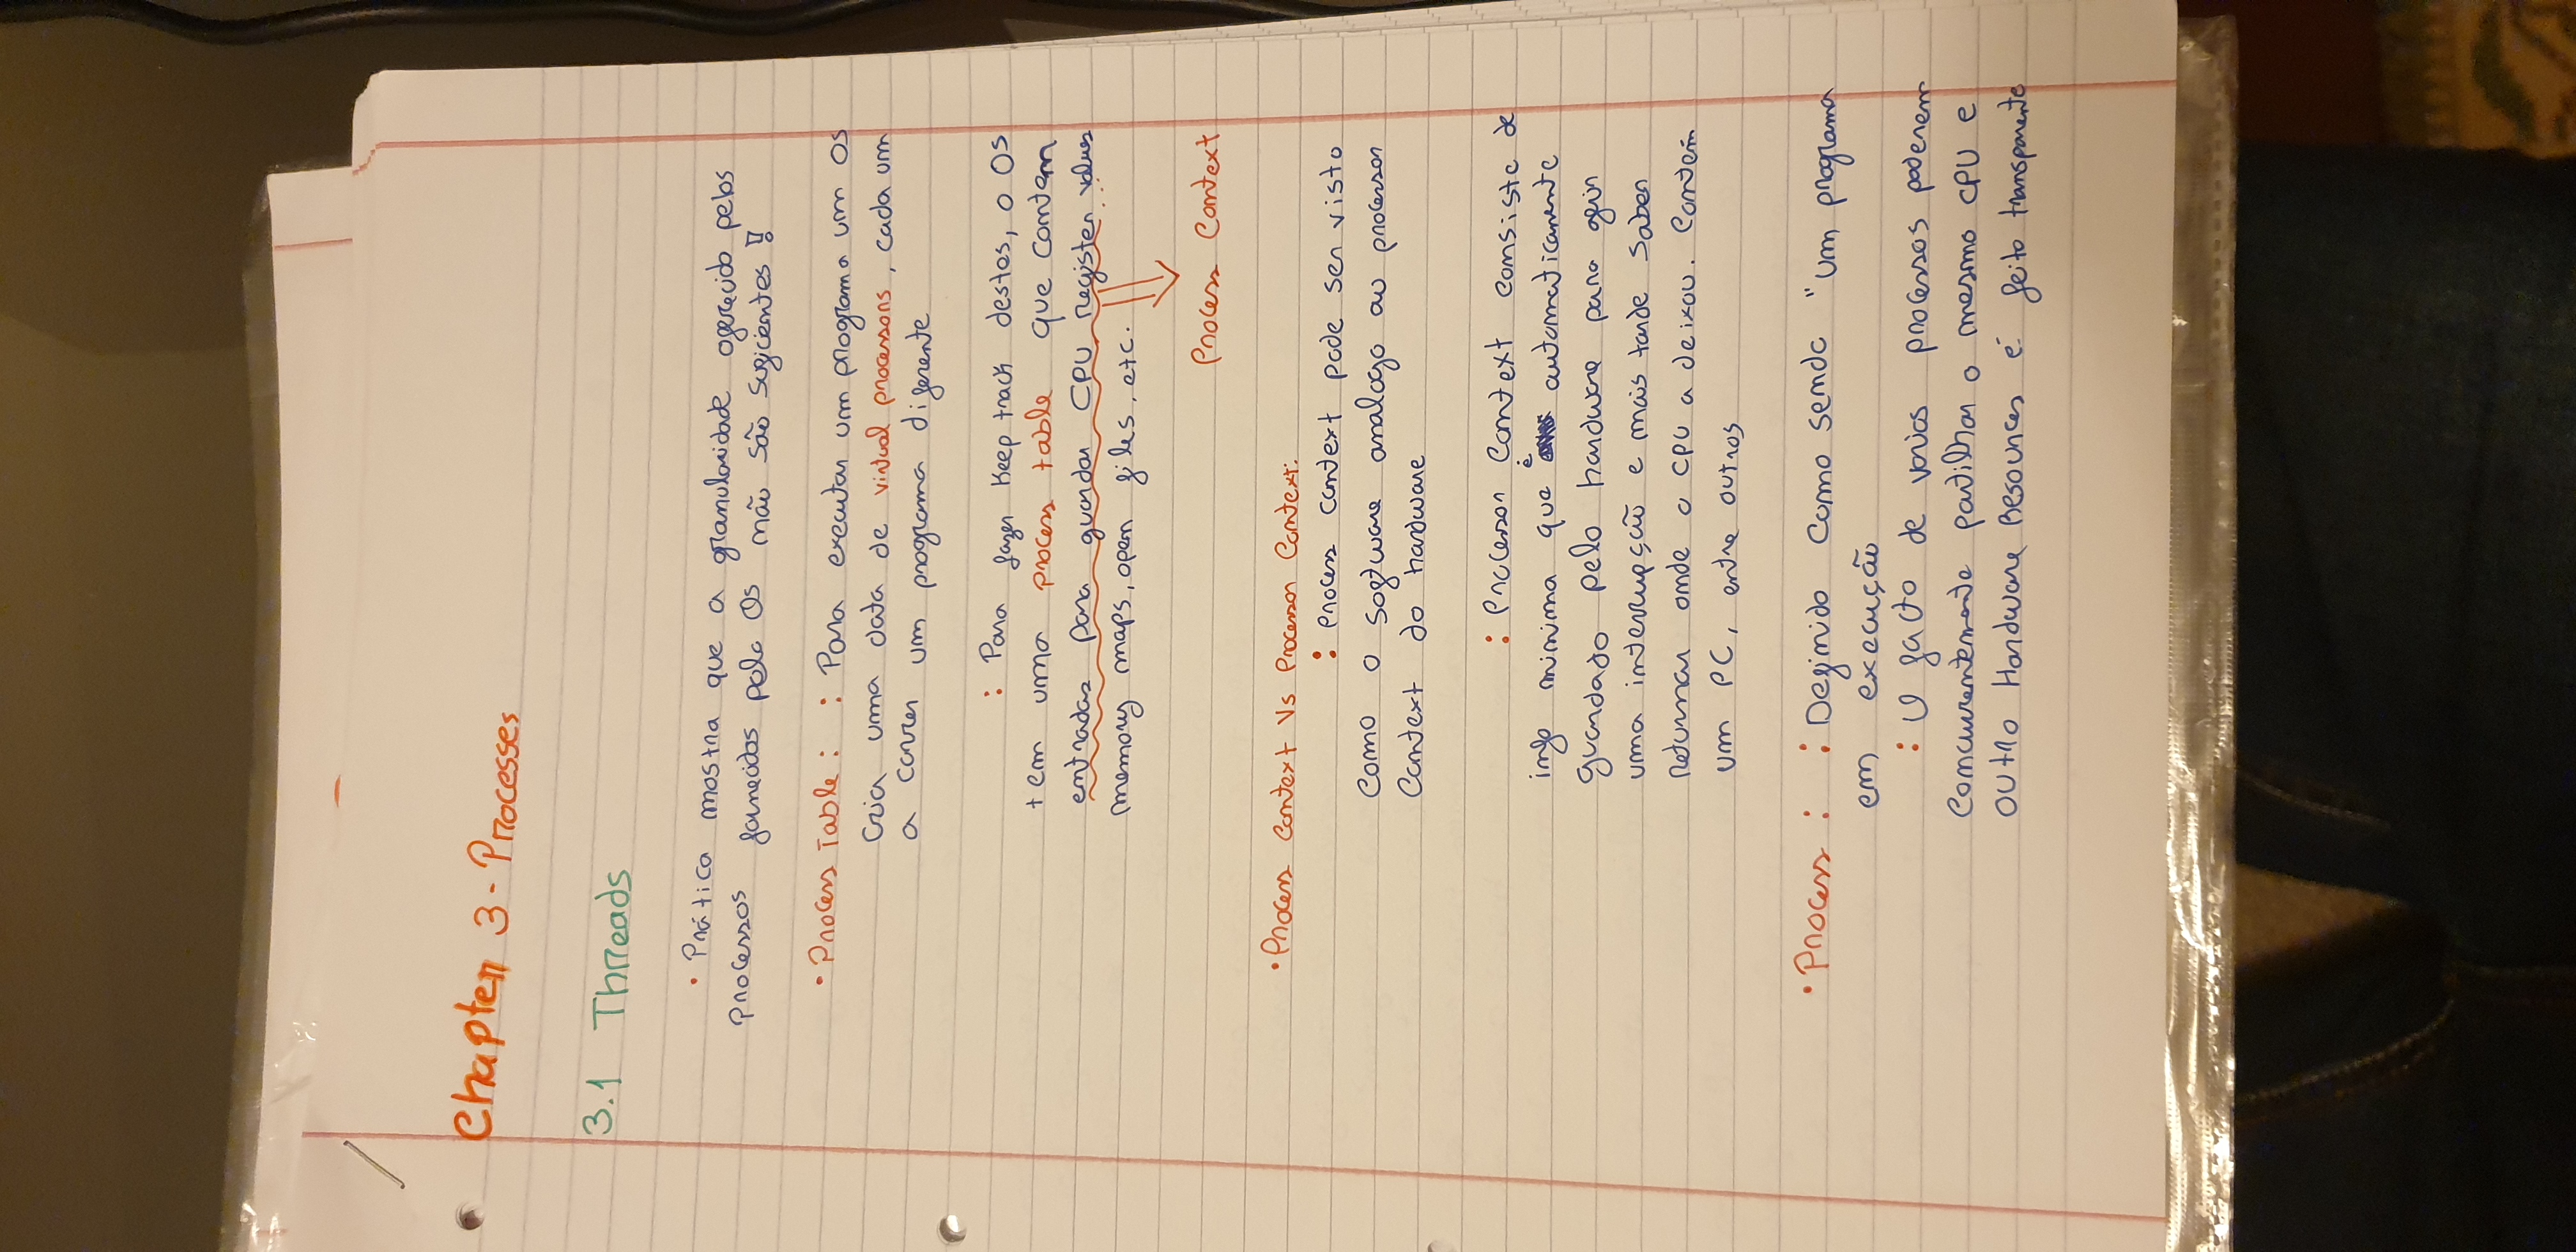 Chapter 3 - Processes
3.1 Threads
• Prática mostra que a granularidade oferecido pelos
processos fornecidos pelo OS não são suficientes !!
• Process Table : : Para executar um programa um OS
cria uma data de virtual processors, cada um
a correr um programa diferente
: Para fazer Keep track destes, o OS
tem uma process table que contem
entradas para guardar CPU register values
memory maps, open files, etc.
Process Context
• Process Context Vs Processor Context:
: Process context pode ser visto
como o software analogo ao processor
Context do hardware
: Processor Context consiste de
info minima que é automaticamente
guardado pelo hardware para gerir
uma interrupção e mais tarde saber
retornar onde o CPU a deixou. Contem
um PC, entre outros
• Process : : Definido como sendo "um programa
em execução
: O facto de varios processos poderem
concurrentemente partilhar o mesmo CPU e
outro Hardware Resources é feito transparente